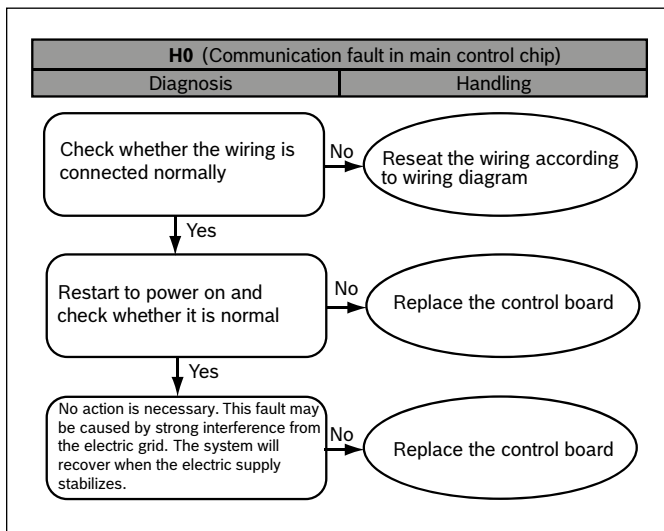 H0 (Communication fault in main control chip)
Diagnosis
Handling
Check whether the wiring is
connected normally
No
Reseat the wiring according
to wiring diagram
Yes
Restart to power on and
check whether it is normal
No
Replace the control board
Yes
No action is necessary. This fault may
be caused by strong interference from
the electric grid. The system will
recover when the electric supply
stabilizes.
No
Replace the control board